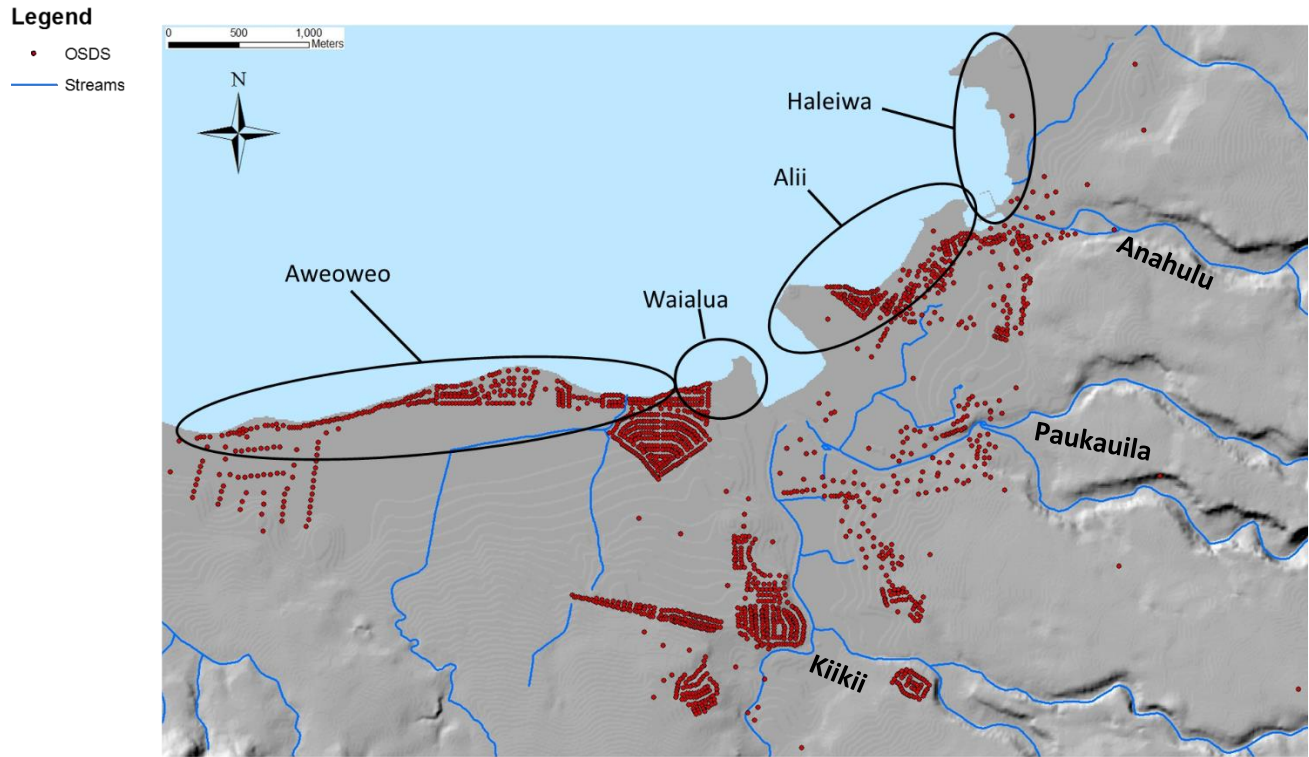 Legend
OSDS
Streams
0 500 1,000
Meters
N
Haleiwa
Alii
Aweoweo
Waialua
Anahulu
Paukauila
Kiikii